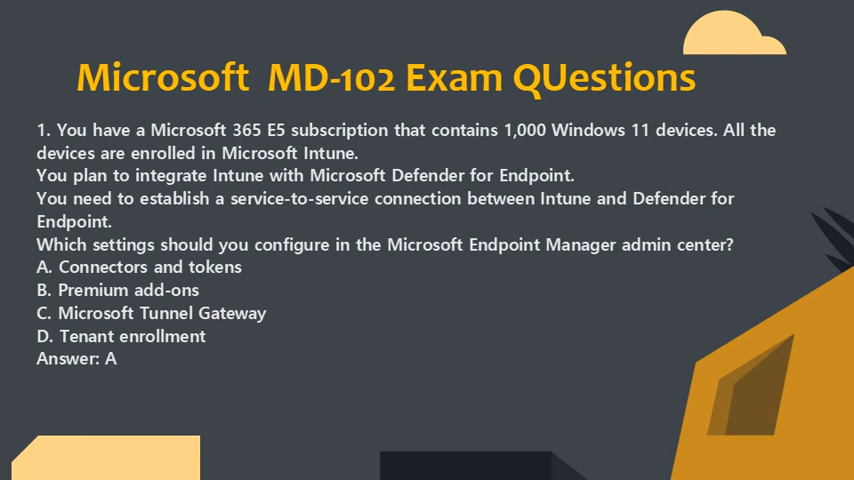 Microsoft MD-102 Exam QUestions
1. You have a Microsoft 365 E5 subscription that contains 1,000 Windows 11 devices. All the
devices are enrolled in Microsoft Intune.
You plan to integrate Intune with Microsoft Defender for Endpoint.
You need to establish a service-to-service connection between Intune and Defender for
Endpoint.
Which settings should you configure in the Microsoft Endpoint Manager admin center?
A. Connectors and tokens
B. Premium add-ons
C. Microsoft Tunnel Gateway
D. Tenant enrollment
Answer: A